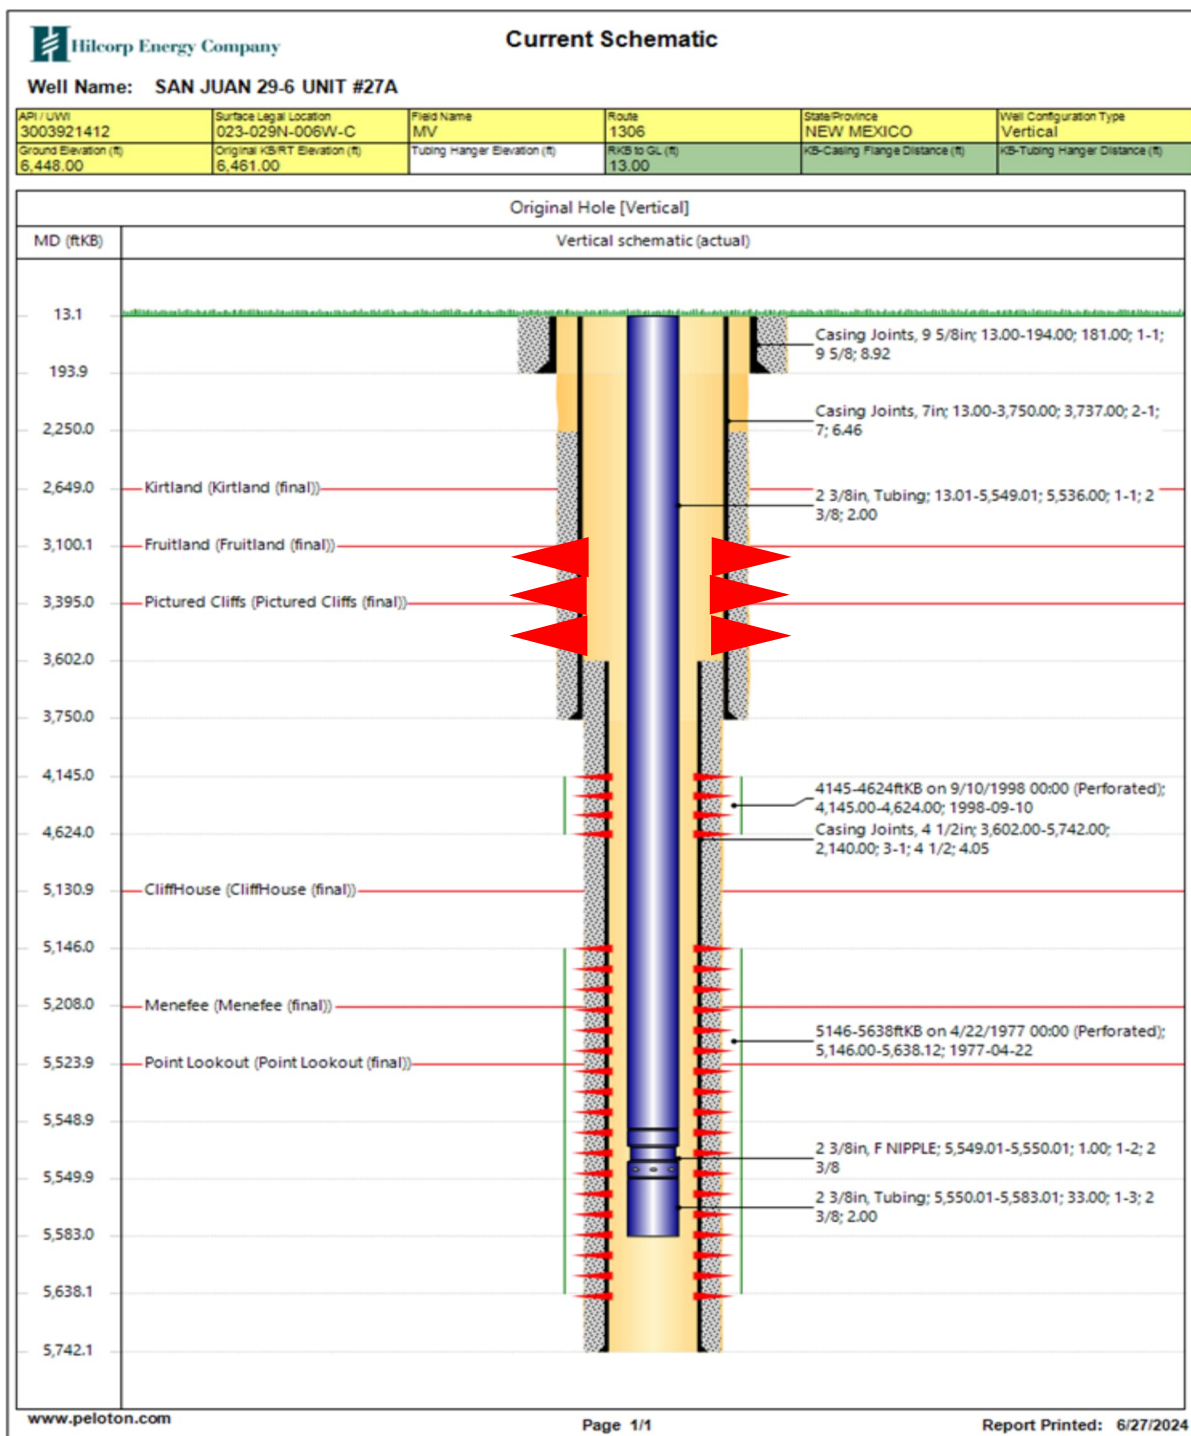 Hilcorp Energy Company
Current Schematic
Well Name: SAN JUAN 29-6 UNIT #27A
API / UWI
3003921412
Surface Legal Location
023-029N-006W-C
Field Name
MV
Route
1306
State/Province
NEW MEXICO
Well Configuration Type
Vertical
Ground Elevation (ft)
6,448.00
Original KB/RT Elevation (ft)
6,461.00
Tubing Hanger Elevation (ft)
RKB to GL (ft)
13.00
KB-Casing Flange Distance (ft)
KB-Tubing Hanger Distance (ft)
Original Hole [Vertical]
MD (ftKB)
Vertical schematic (actual)
13.1
Casing Joints, 9 5/8in; 13.00-194.00; 181.00; 1-1;
9 5/8; 8.92
193.9
Casing Joints, 7in; 13.00-3,750.00; 3,737.00; 2-1;
7; 6.46
2,250.0
2,649.0
Kirtland (Kirtland (final))
2 3/8in, Tubing; 13.01-5,549.01; 5,536.00; 1-1; 2
3/8; 2.00
3,100.1
Fruitland (Fruitland (final))
3,395.0
Pictured Cliffs (Pictured Cliffs (final))
3,602.0
3,750.0
4,145.0
4145-4624ftKB on 9/10/1998 00:00 (Perforated);
4,145.00-4,624.00; 1998-09-10
4,624.0
Casing Joints, 4 1/2in; 3,602.00-5,742.00;
2,140.00; 3-1; 4 1/2; 4.05
5,130.9
CliffHouse (CliffHouse (final))
5,146.0
5,208.0
Menefee (Menefee (final))
5146-5638ftKB on 4/22/1977 00:00 (Perforated);
5,146.00-5,638.12; 1977-04-22
5,523.9
Point Lookout (Point Lookout (final))
5,548.9
2 3/8in, F NIPPLE; 5,549.01-5,550.01; 1.00; 1-2; 2
3/8
5,549.9
2 3/8in, Tubing; 5,550.01-5,583.01; 33.00; 1-3; 2
3/8; 2.00
5,583.0
5,638.1
5,742.1
www.peloton.com
Page 1/1
Report Printed: 6/27/2024